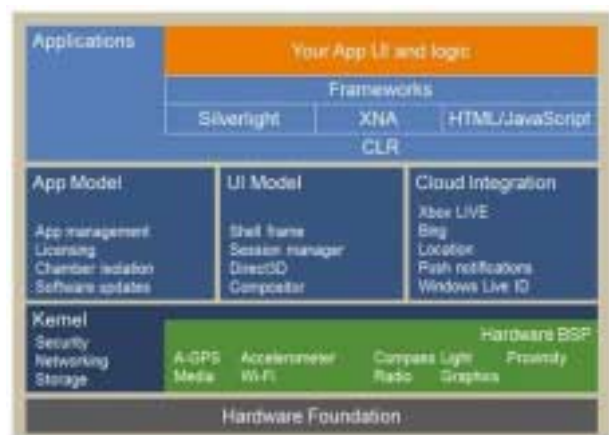 Applications
Your App UI and logic
Frameworks
Silverlight XNA HTML/JavaScript
CLR
App Model
App management
Licensing
Chamber isolation
Software updates
UI Model
Shell frame
Session manager
Direct3D
Compositor
Cloud Integration
Xbox LIVE
Bing
Location
Push notifications
Windows Live ID
Kernel
Security
Networking
Storage
Hardware BSP
A-GPS Accelerometer Compass Light Proximity
Media Wi-Fi Radio Graphics
Hardware Foundation